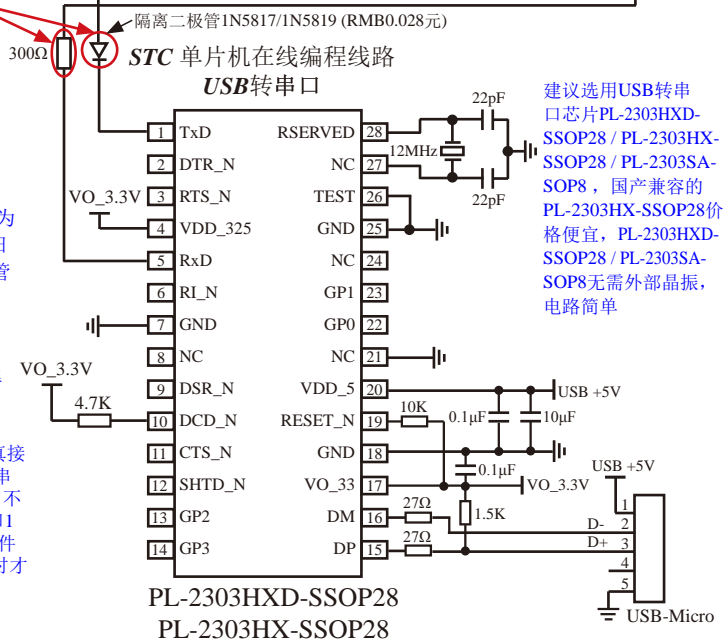 隔离二极管1N5817/1N5819 (RMB0.028元)
300Ω
STC 单片机在线编程线路
USB转串口
22pF
12MHz
22pF
1 TxD RSERVED 28
2 DTR_N NC 27
VO_3.3V
3 RTS_N TEST 26
4 VDD_325 GND 25
5 RxD NC 24
6 RI_N GP1 23
7 GND GP0 22
8 NC NC 21
VO_3.3V
9 DSR_N VDD_5 20
USB +5V
4.7K
10 DCD_N RESET_N 19
10K
0.1μF
10μF
11 CTS_N GND 18
0.1μF
12 SHTD_N VO_33 17
VO_3.3V
13 GP2 DM 16
27Ω
1.5K
14 GP3 DP 15
27Ω
USB +5V
1
D- 2
D+ 3
4
5
USB-Micro
PL-2303HXD-SSOP28
PL-2303HX-SSOP28
建议选用USB转串
口芯片PL-2303HXD-
SSOP28 / PL-2303HX-
SSOP28 / PL-2303SA-
SOP8 ，国产兼容的
PL-2303HX-SSOP28价
格便宜，PL-2303HXD-
SSOP28 / PL-2303SA-
SOP8无需外部晶振，
电路简单
为
管
接
串
不
1
件
才